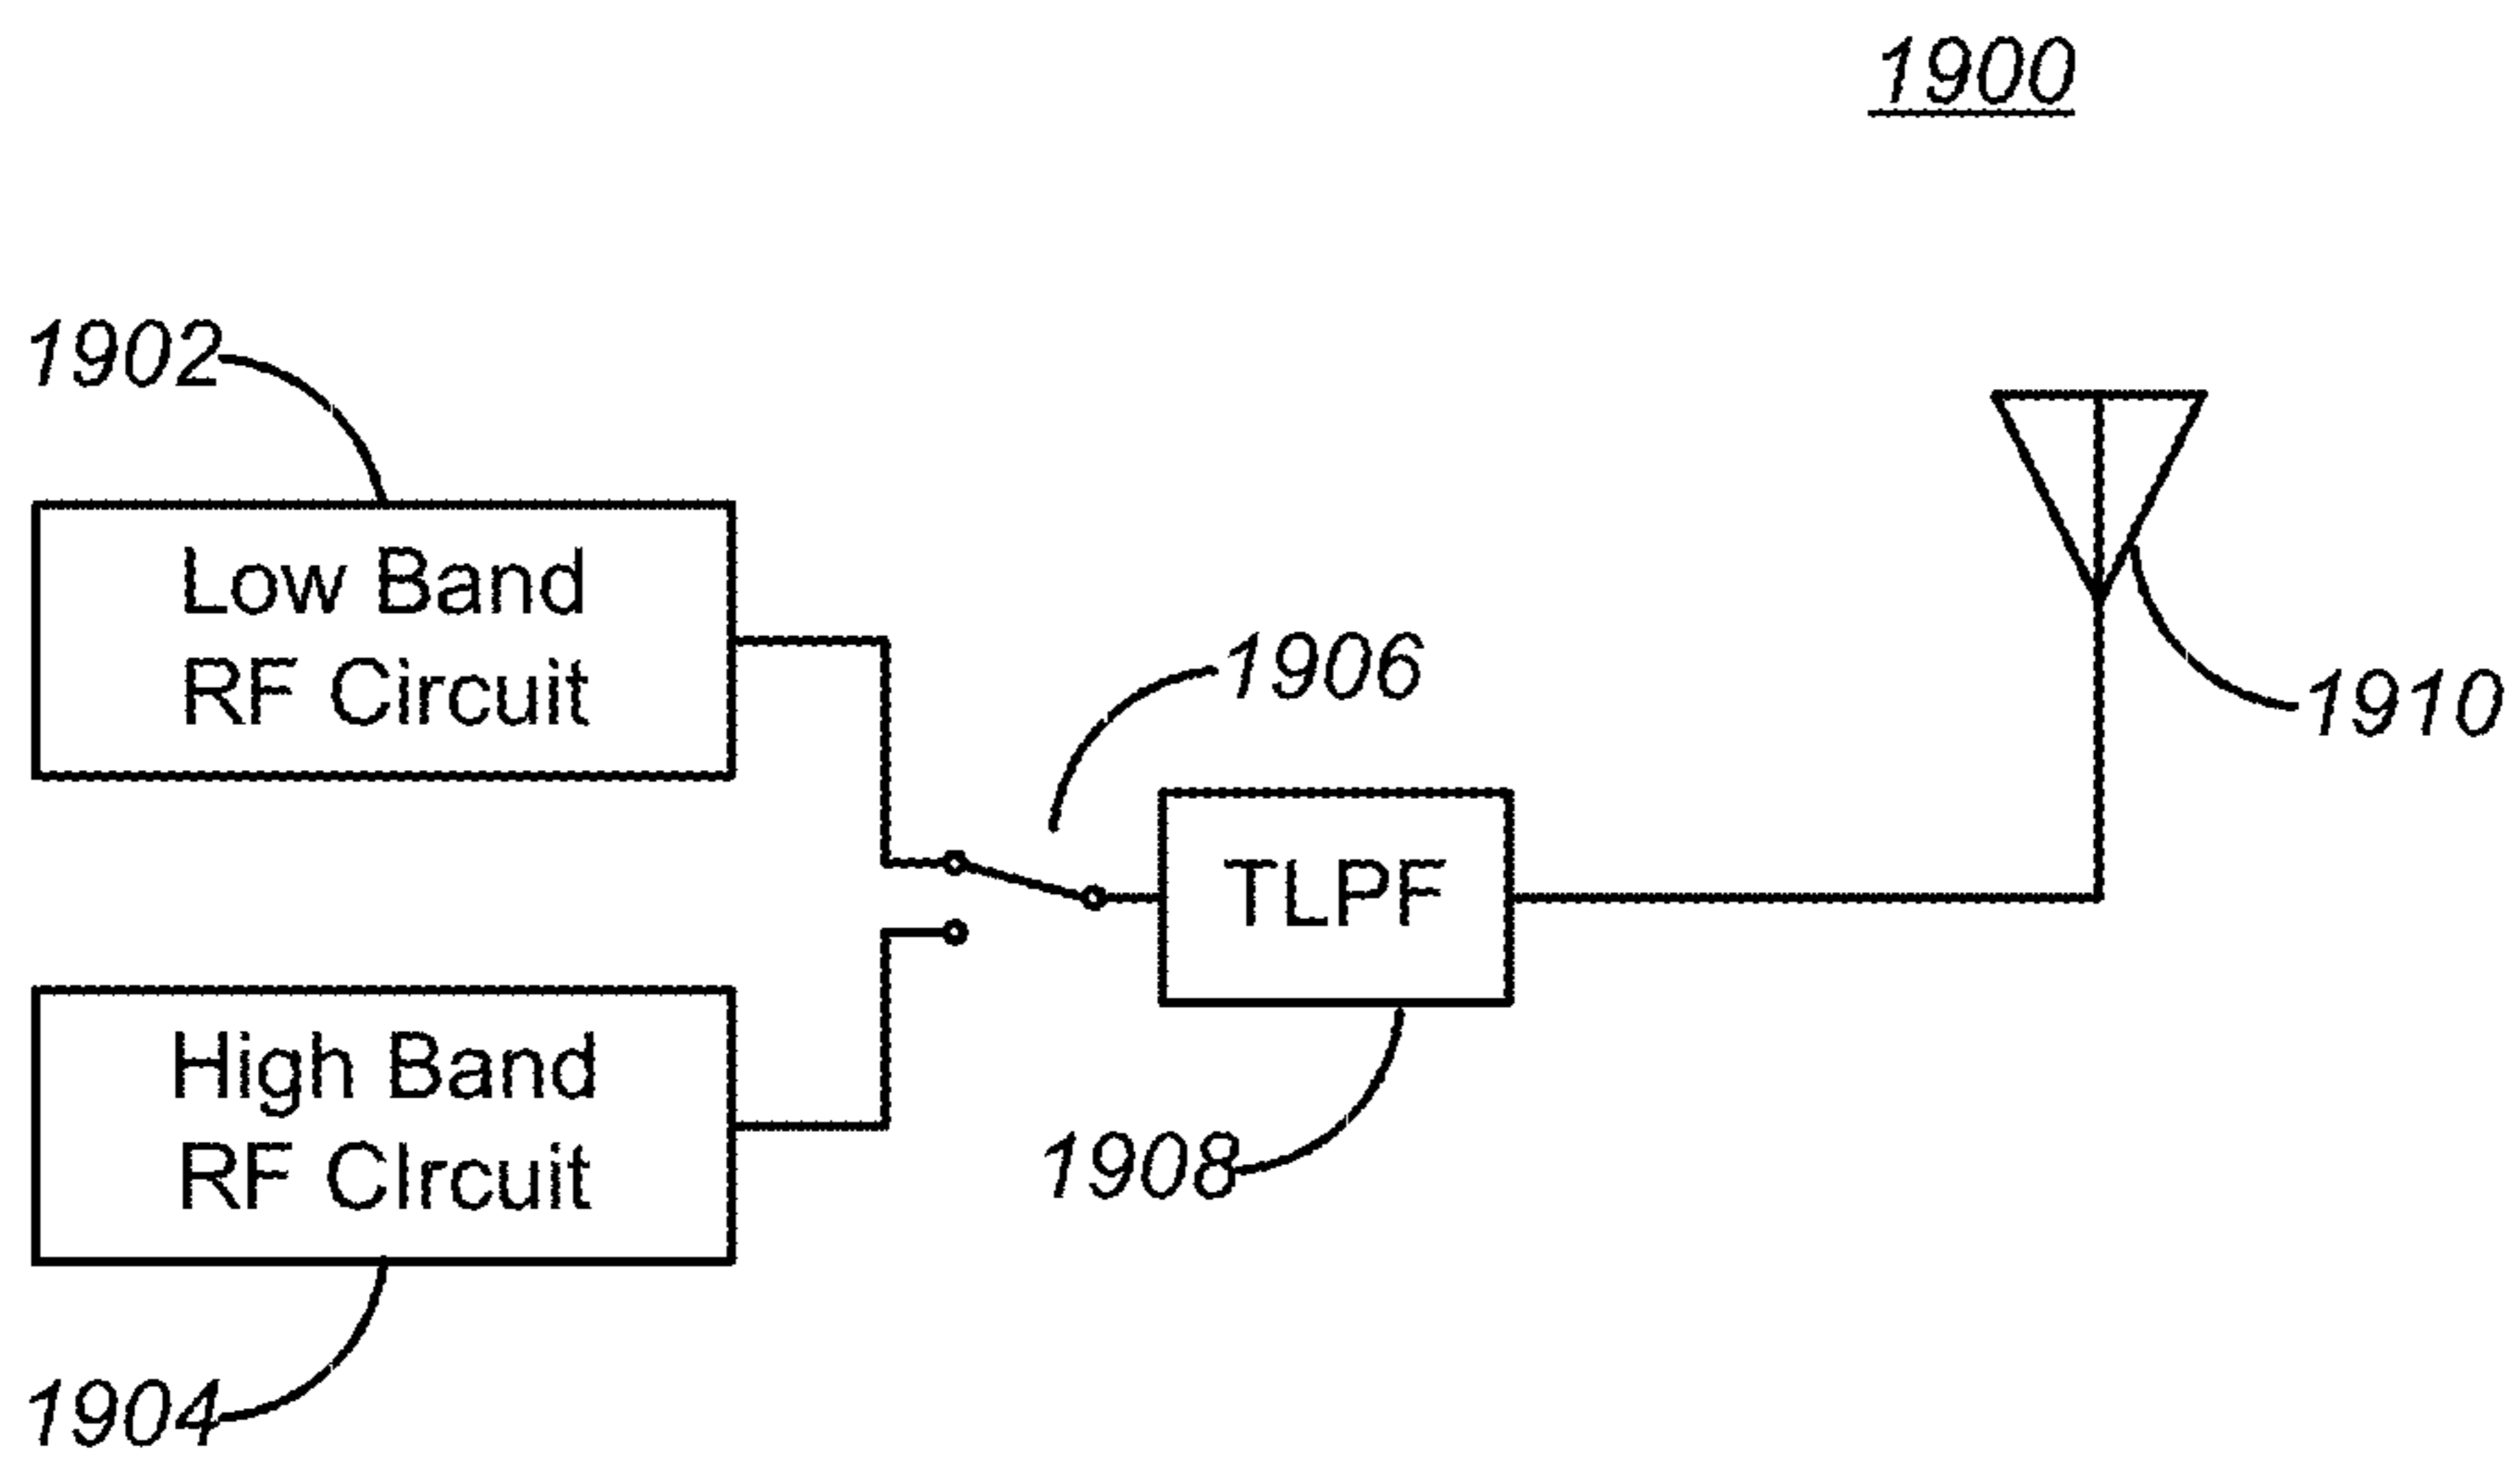 1900
1902
Low Band
RF Circuit
1906
1910
TLPF
High Band
RF CIrcuit
1908
1904